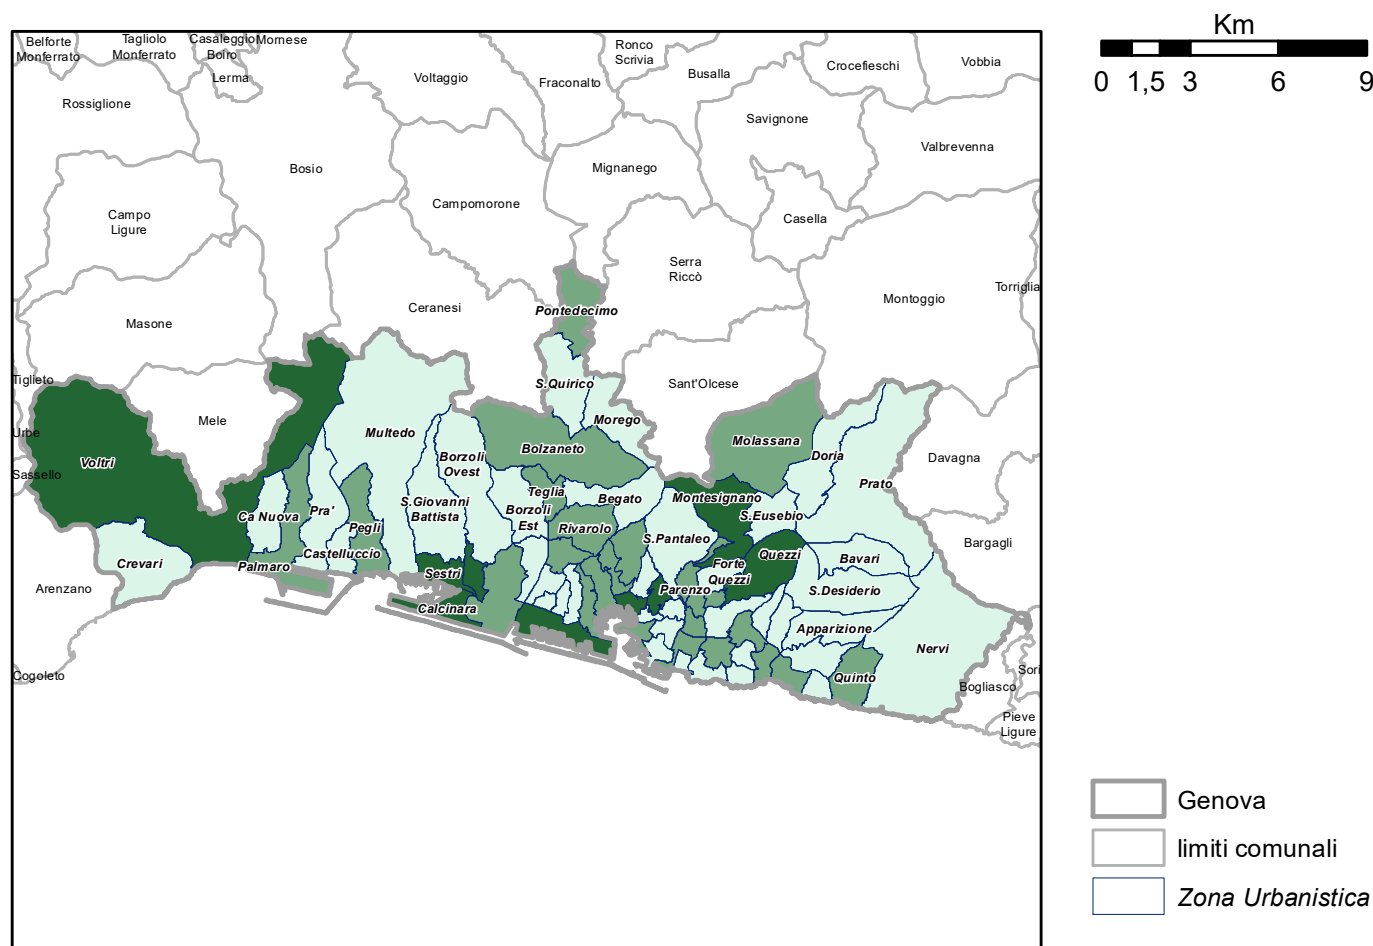 Km
0 1,5 3 6 9
Belforte
Monferrato
Tagliolo
Monferrato
Casaleggio
Boiro
Mornese
Lerma
Ronco
Scrivia
Voltaggio
Fraconalto
Busalla
Crocefieschi
Vobbia
Rossiglione
Savignone
Valbrevenna
Bosio
Mignanego
Campomorone
Campo
Ligure
Casella
Serra
Riccò
Torriglia
Montoggio
Ceranesi
Pontedecimo
Masone
Tiglieto
S.Quirico
Sant'Olcese
Mele
Morego
Urbe
Multedo
Molassana
Bolzaneto
Doria
Davagna
Voltri
Borzoli
Ovest
Sassello
Prato
Teglia
Begato
Montesignano
S.Giovanni
Battista
Ca Nuova
Pra'
Borzoli
Est
S.Eusebio
Pegli
Rivarolo
S.Pantaleo
Bargagli
Castelluccio
Quezzi
Bavari
Crevari
Palmaro
Sestri
Forte
Quezzi
Arenzano
Parenzo
S.Desiderio
Calcinara
Apparizione
Nervi
Cogoleto
Quinto
Sori
Bogliasco
Pieve
Ligure
Genova
limiti comunali
Zona Urbanistica